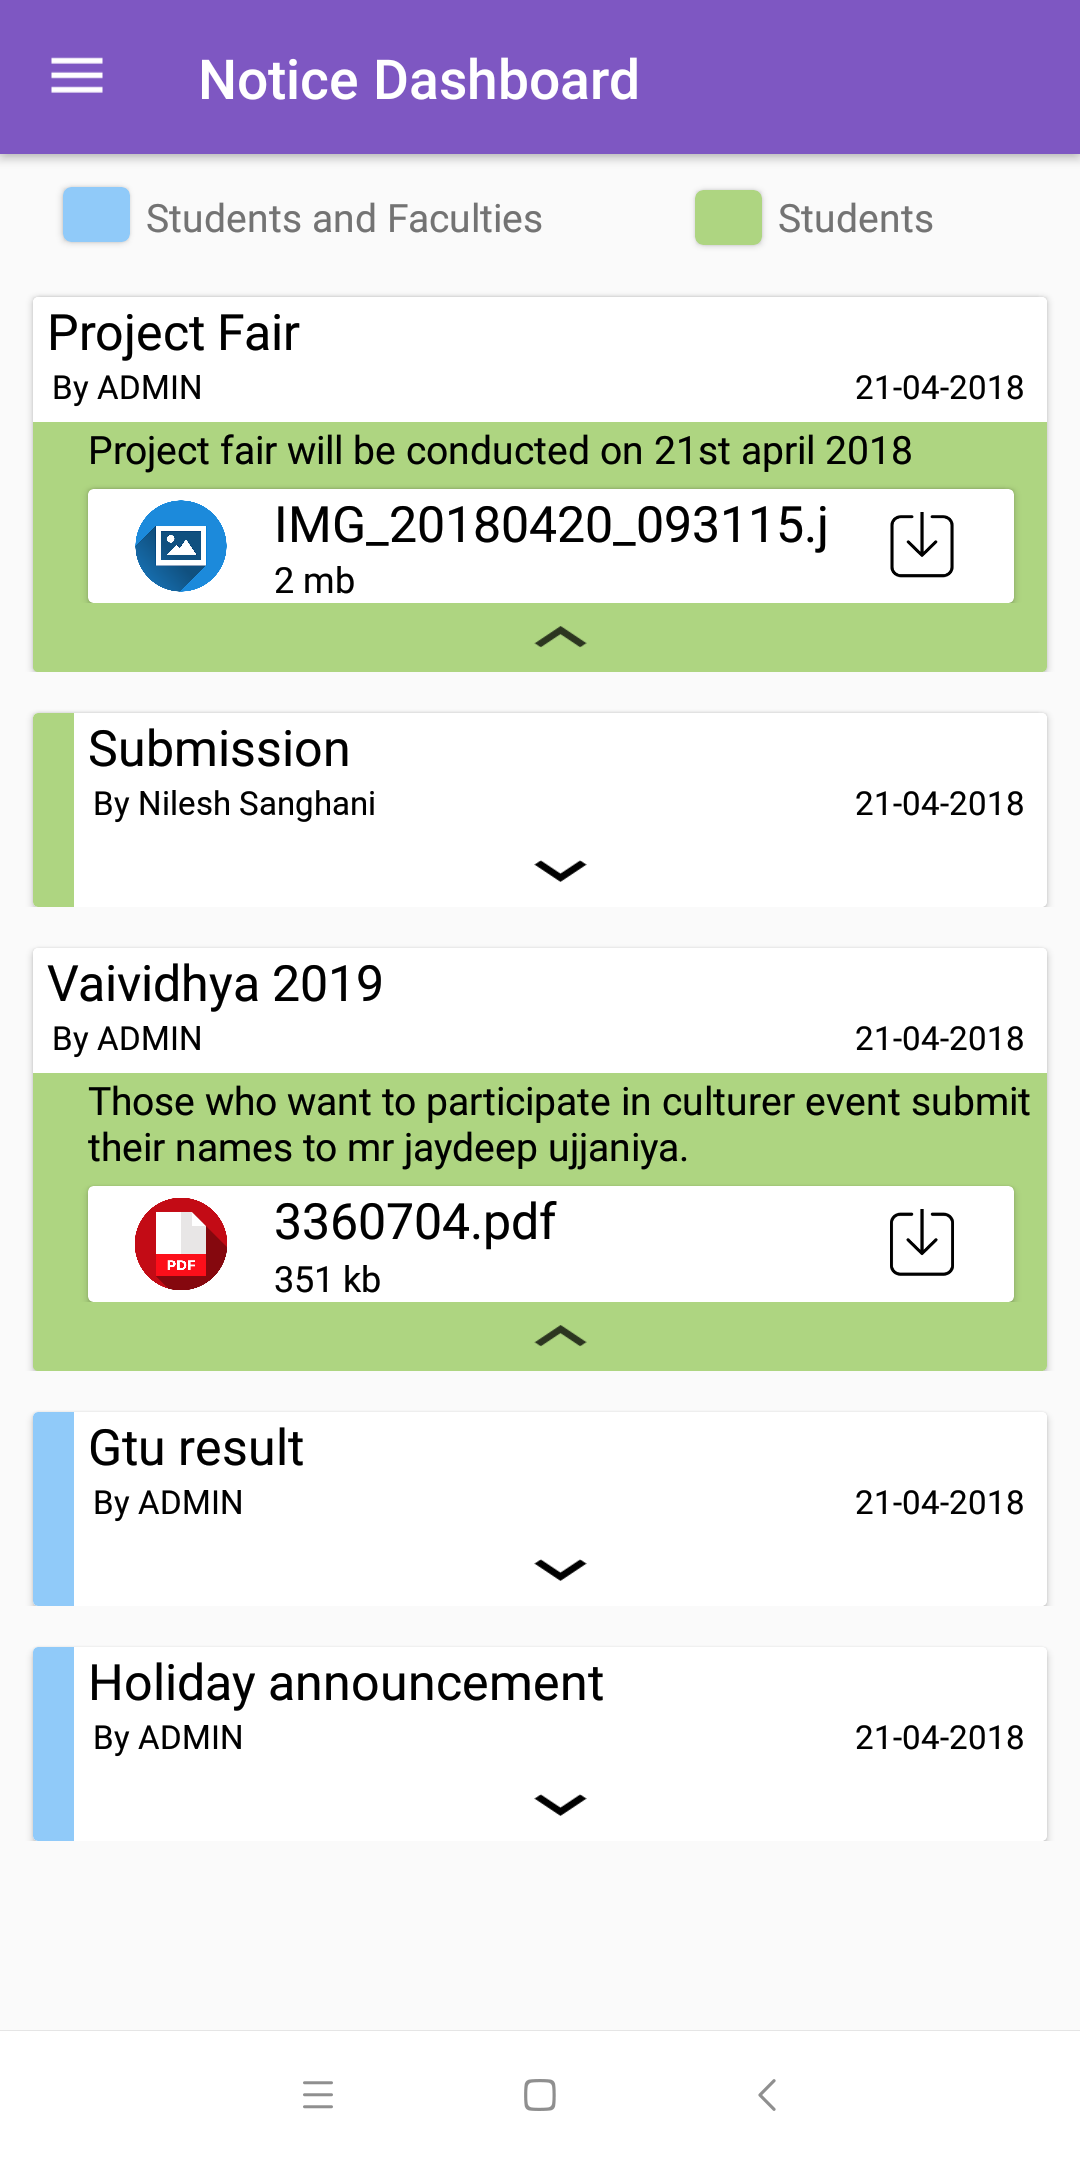 Notice Dashboard
Students and Faculties Students
Project Fair
By ADMIN 21-04-2018
Project fair will be conducted on 21st april 2018
IMG_20180420_093115.j
2 mb
Submission
By Nilesh Sanghani 21-04-2018
Vaividhya 2019
By ADMIN 21-04-2018
Those who want to participate in culturer event submit
their names to mr jaydeep ujjaniya.
3360704.pdf
PDF
351 kb
Gtu result
By ADMIN 21-04-2018
Holiday announcement
By ADMIN 21-04-2018